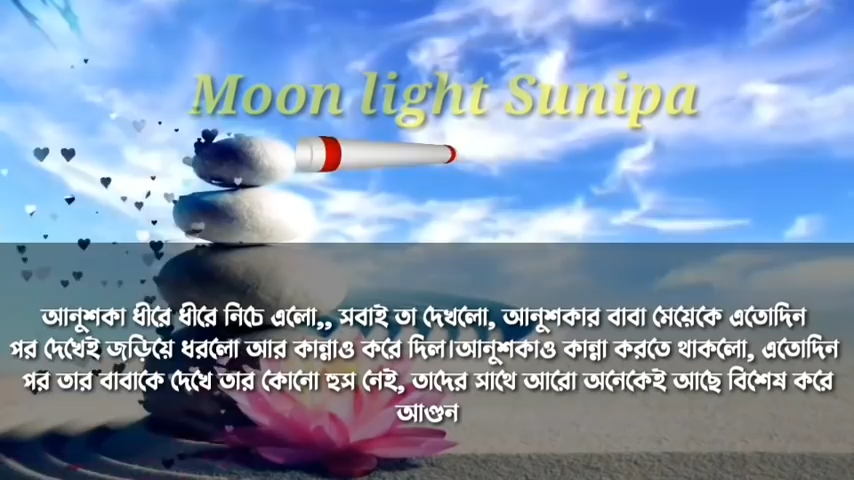 Moon light Sunipa
আনুশকা ধীরে ধীরে নিচে এলো,, সবাই তা দেখলো, আনুশকার বাবা মেয়েকে এতোদিন
পর দেখেই জড়িয়ে ধরলো আর কান্নাও করে দিল।আনুশকাও কান্না করতে থাকলো, এতোদিন
পর তার বাবাকে দেখে তার কোনো হুস নেই, তাদের সাথে আরো অনেকেই আছে বিশেষ করে
আগুন